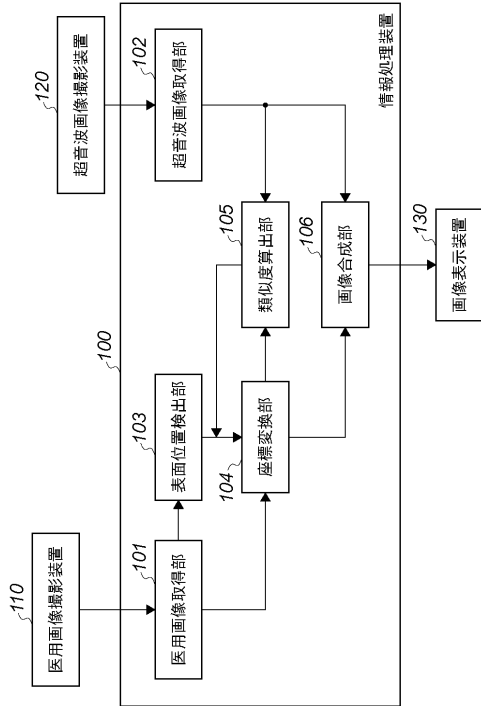 110
医用画像撮影装置
120
超音波画像撮影装置
100
101
医用画像取得部
103
表面位置検出部
102
超音波画像取得部
104
座標変換部
105
類似度算出部
106
画像合成部
情報処理装置
130
画像表示装置